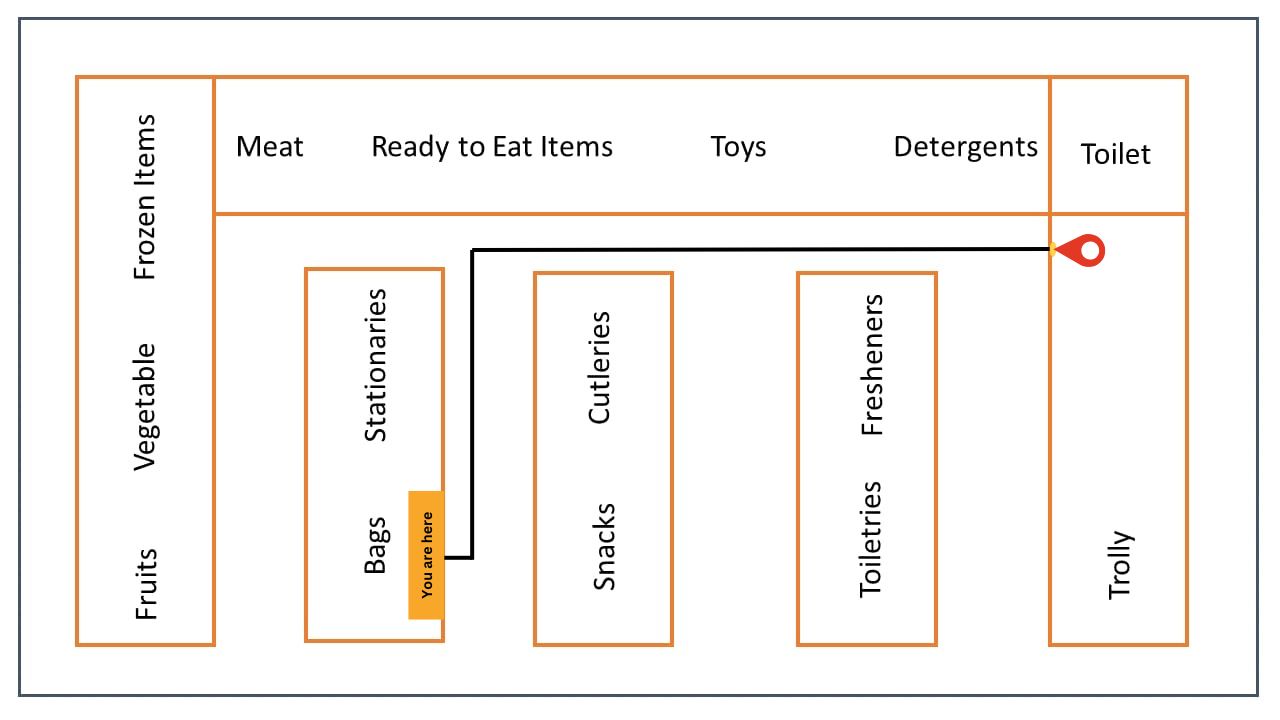 Meat
Ready to Eat Items
Toys
Detergents
Toilet
Frozen Items
Vegetable
Fruits
Stationaries
Bags
You are here
Cutleries
Snacks
Fresheners
Toiletries
Trolly